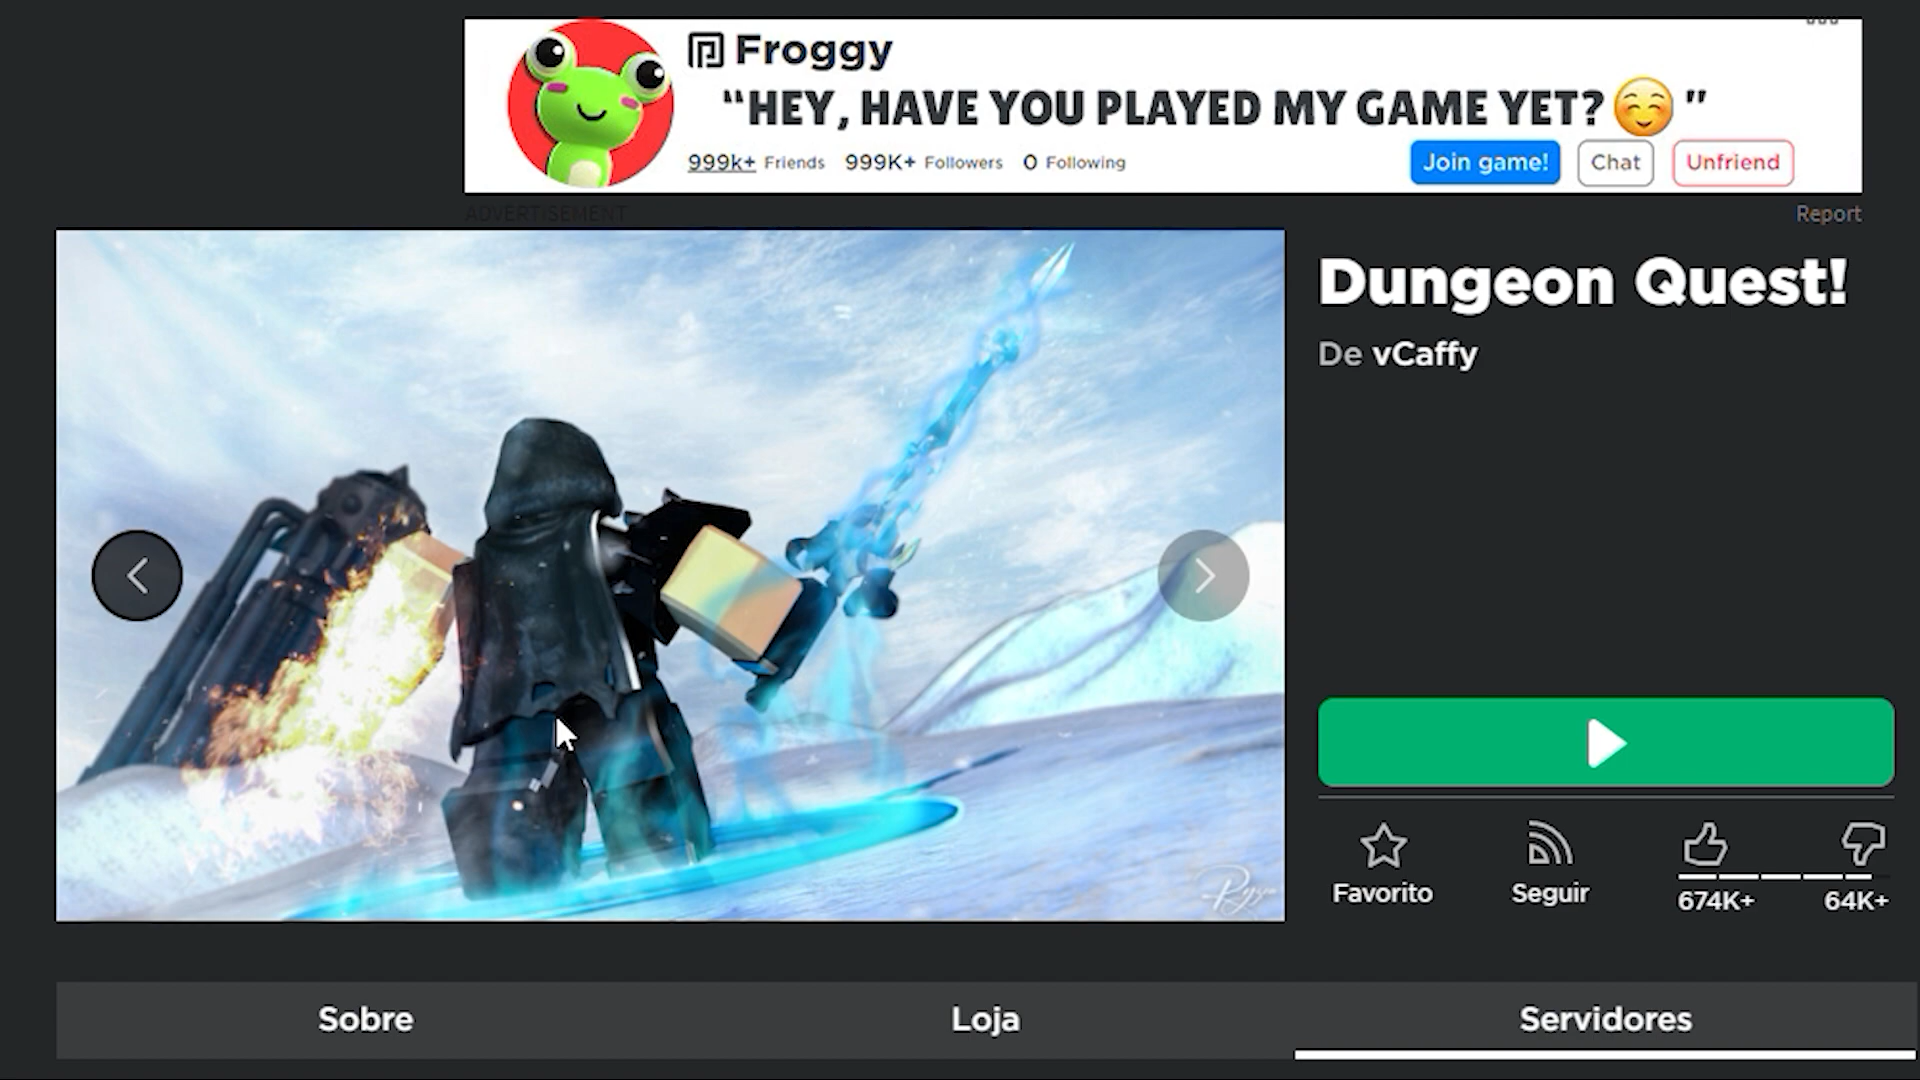 Froggy
“HEY, HAVE YOU PLAYED MY GAME YET? 😊 ”
999k+ Friends 999K+ Followers 0 Following
Join game! Chat Unfriend
ADVERTISEMENT
Report
Dungeon Quest!
De vCaffy
Favorito
Seguir
674K+
64K+
Sobre
Loja
Servidores